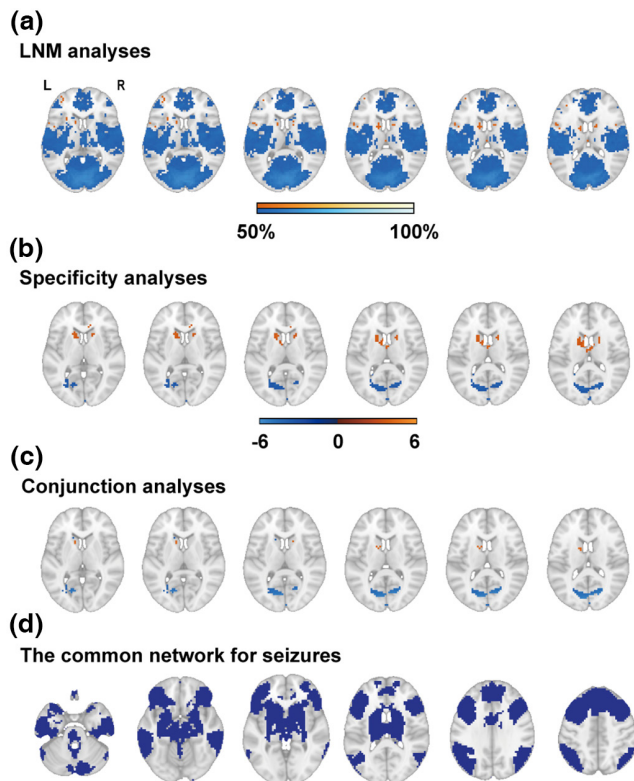 (a)
LNM analyses
L R
50% 100%
(b)
Specificity analyses
-6 0 6
(c)
Conjunction analyses
(d)
The common network for seizures